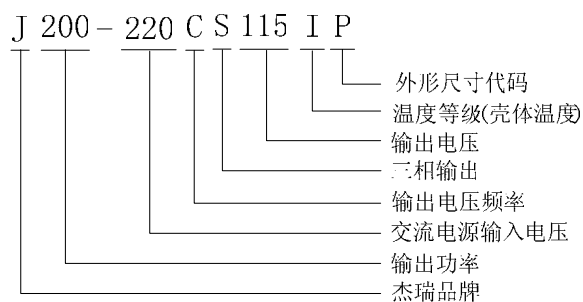 J 200-220 C S 115 I P
外形尺寸代码
温度等级(壳体温度)
输出电压
三相输出
输出电压频率
交流电源输入电压
输出功率
杰瑞品牌